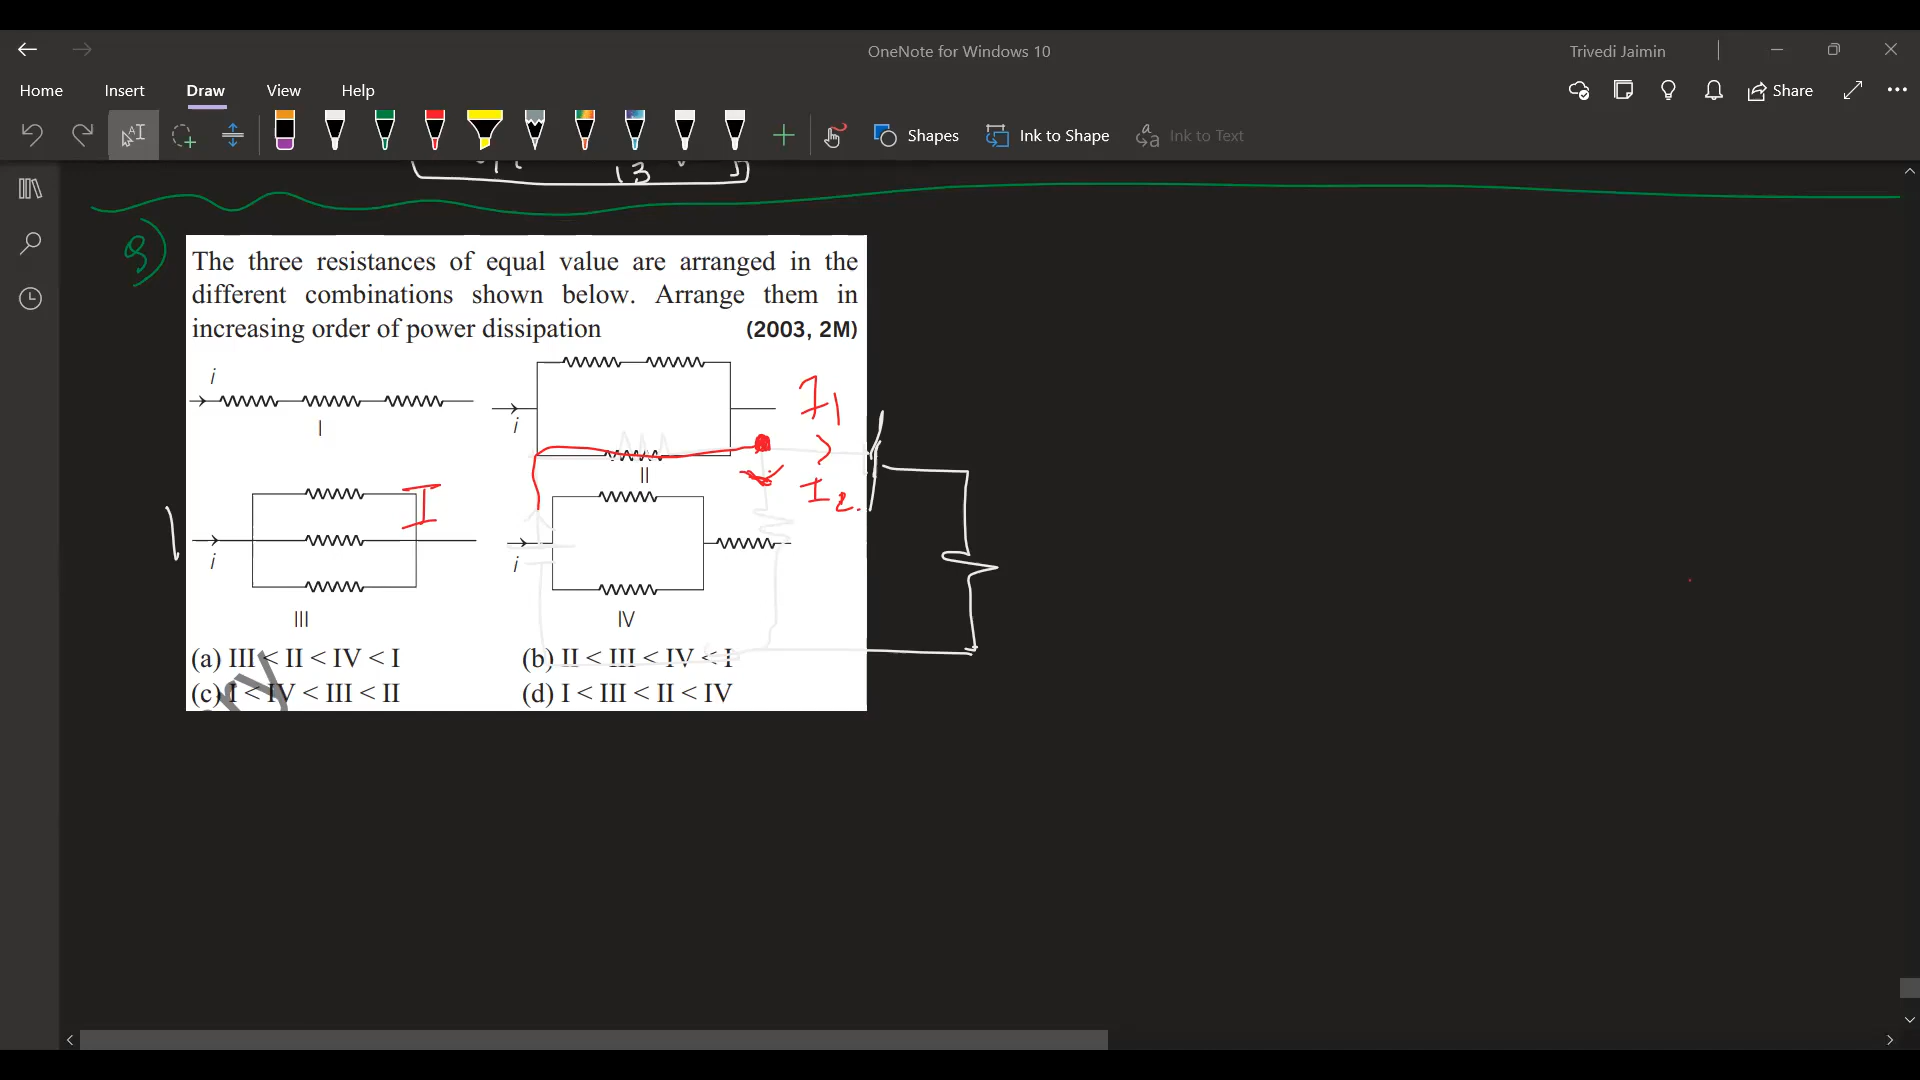 OneNote for Windows 10
Trivedi Jaimin
Home Insert Draw View Help
Share
Shapes
Ink to Shape
Ink to Text
13
The three resistances of equal value are arranged in the
different combinations shown below. Arrange them in
increasing order of power dissipation (2003, 2M)
i
I
i
II
I1
>
I2.
I
i
III
i
IV
(a) III < II < IV < I
(b) II < III < IV < I
(c) I < IV < III < II
(d) I < III < II < IV